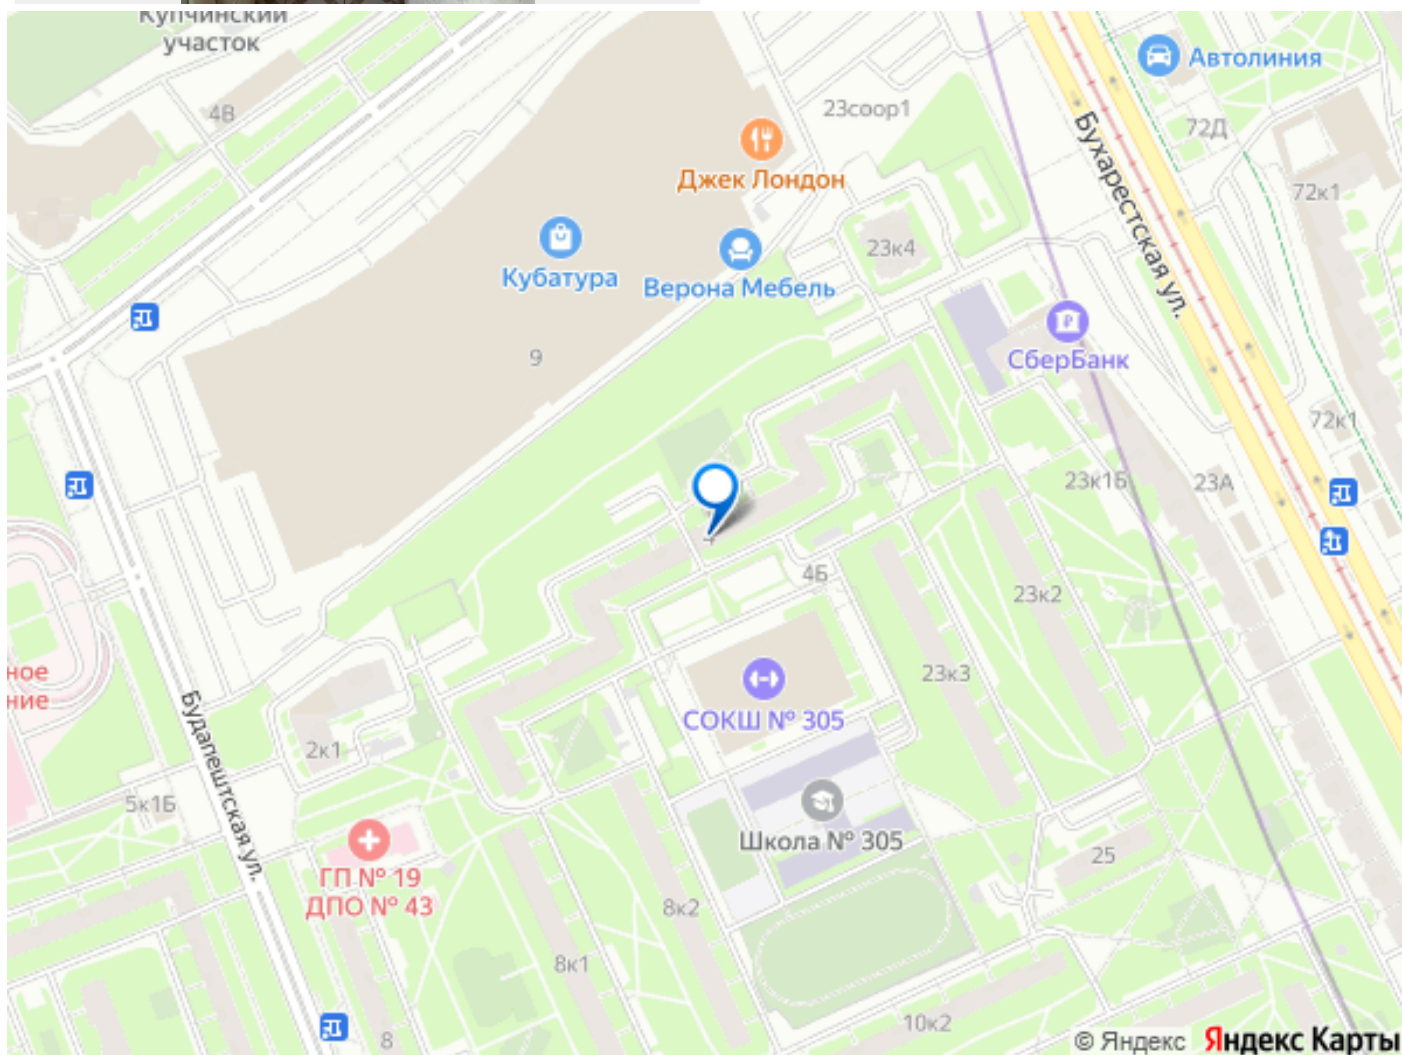 Купчинский
участок
4В
23соор1
Автолиния
72Д
Джек Лондон
Бухарестская ул.
72к1
Кубатура
Верона Мебель
23к4
9
СберБанк
72к1
23к1Б
23А
4
4Б
23к2
ное
ние
СОКШ № 305
23к3
Будапештская ул.
2к1
5к1Б
Школа № 305
25
ГП № 19
ДПО № 43
8к2
8к1
10к2
8
© Яндекс Яндекс Карты